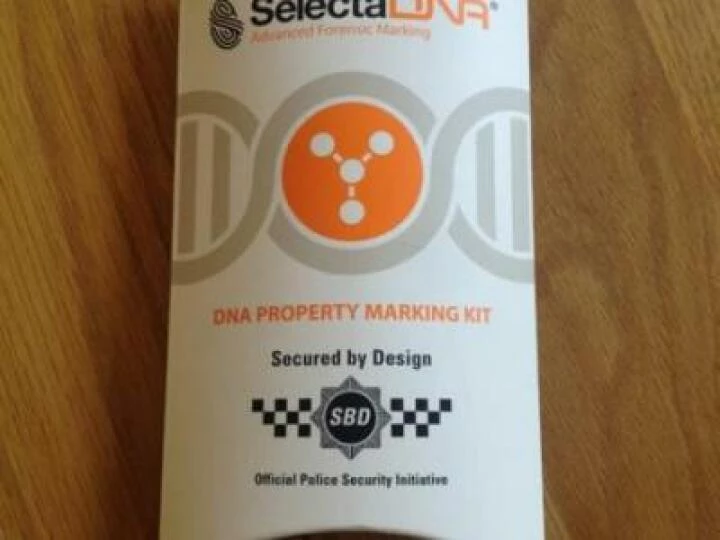 SelectaDNA®
Advanced Forensic Marking
DNA PROPERTY MARKING KIT
Secured by Design
SBD
Official Police Security Initiative